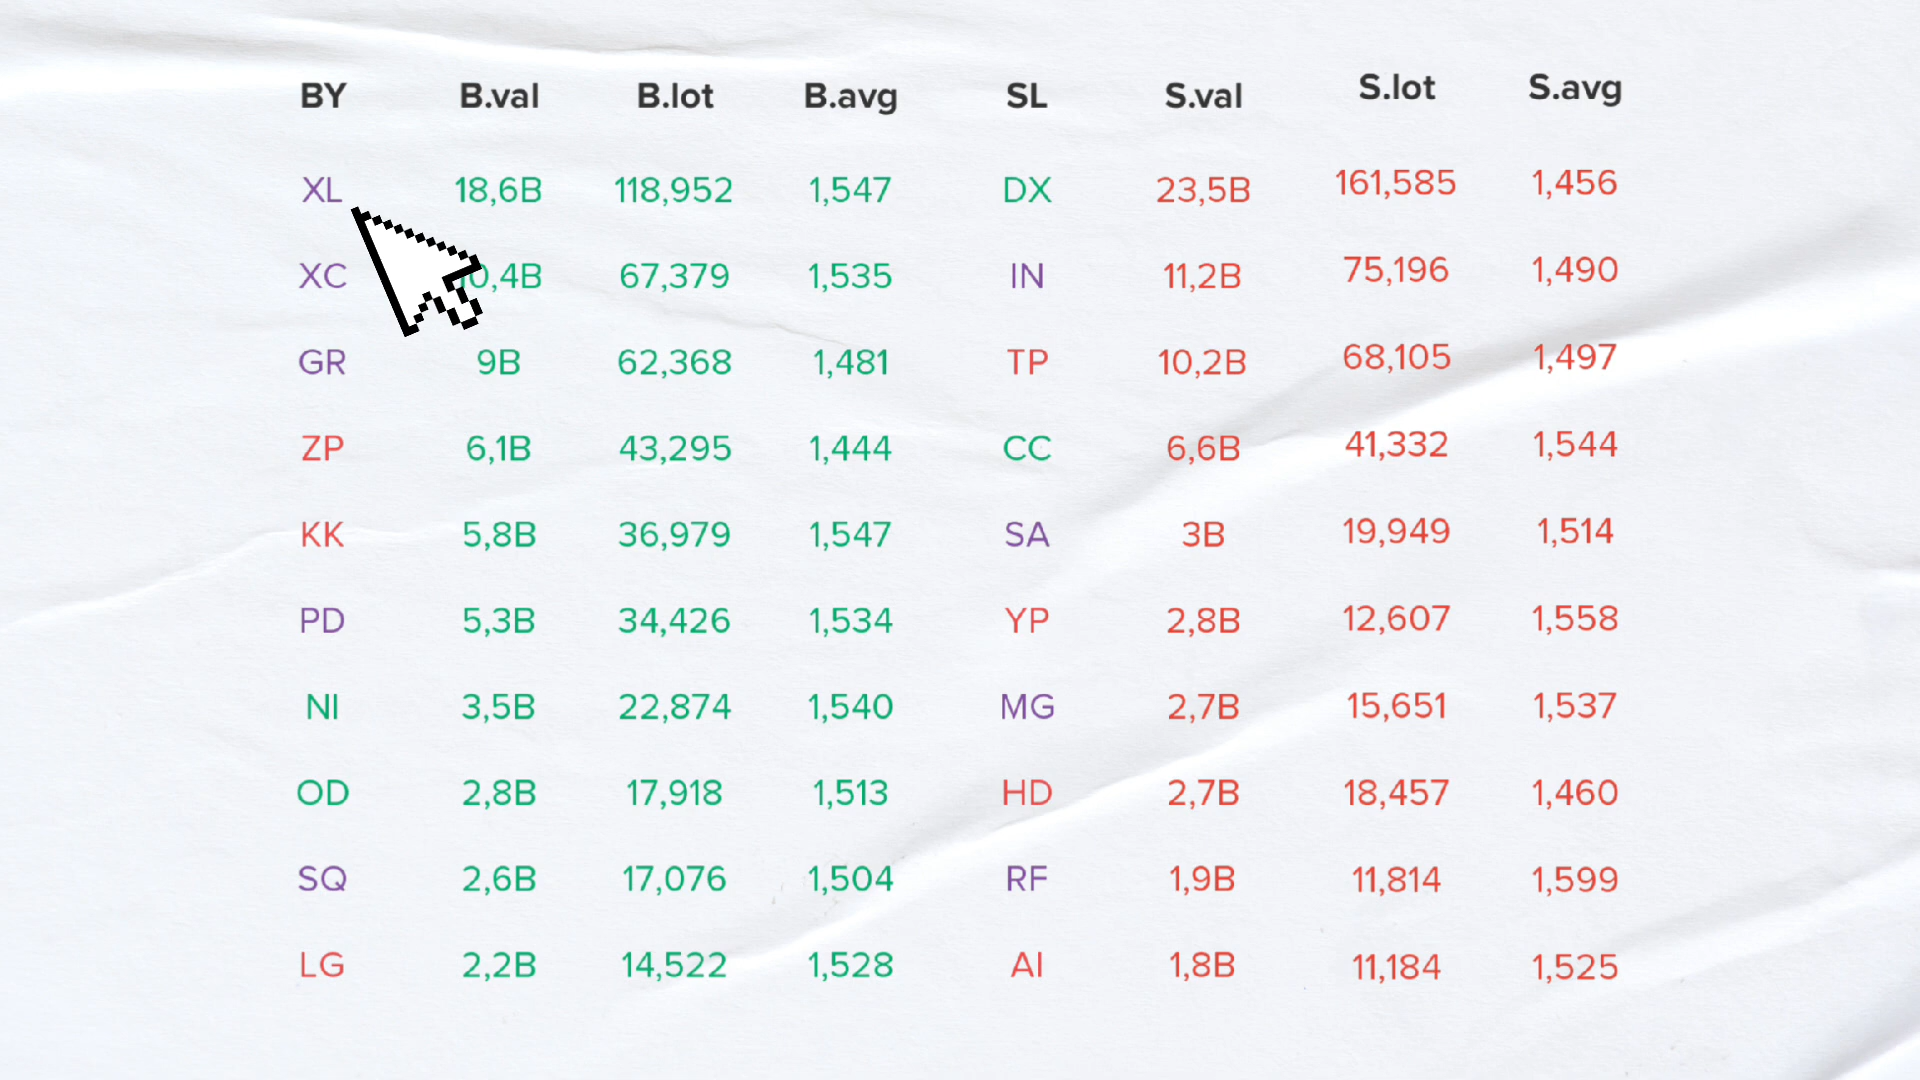 BY B.val B.lot B.avg SL S.val S.lot S.avg
XL 18,6B 118,952 1,547 DX 23,5B 161,585 1,456
XC 0,4B 67,379 1,535 IN 11,2B 75,196 1,490
GR 9B 62,368 1,481 TP 10,2B 68,105 1,497
ZP 6,1B 43,295 1,444 CC 6,6B 41,332 1,544
KK 5,8B 36,979 1,547 SA 3B 19,949 1,514
PD 5,3B 34,426 1,534 YP 2,8B 12,607 1,558
NI 3,5B 22,874 1,540 MG 2,7B 15,651 1,537
OD 2,8B 17,918 1,513 HD 2,7B 18,457 1,460
SQ 2,6B 17,076 1,504 RF 1,9B 11,814 1,599
LG 2,2B 14,522 1,528 AI 1,8B 11,184 1,525